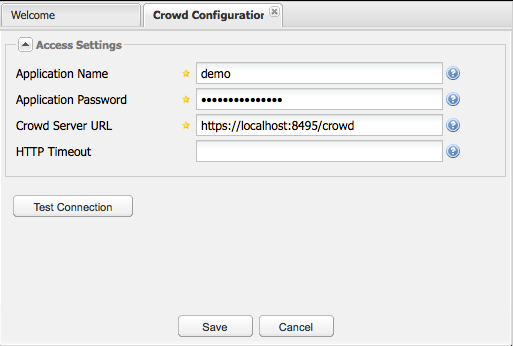 Welcome
Crowd Configuration
Access Settings
Application Name demo
Application Password •••••••••••••••
Crowd Server URL https://localhost:8495/crowd
HTTP Timeout
Test Connection
Save Cancel